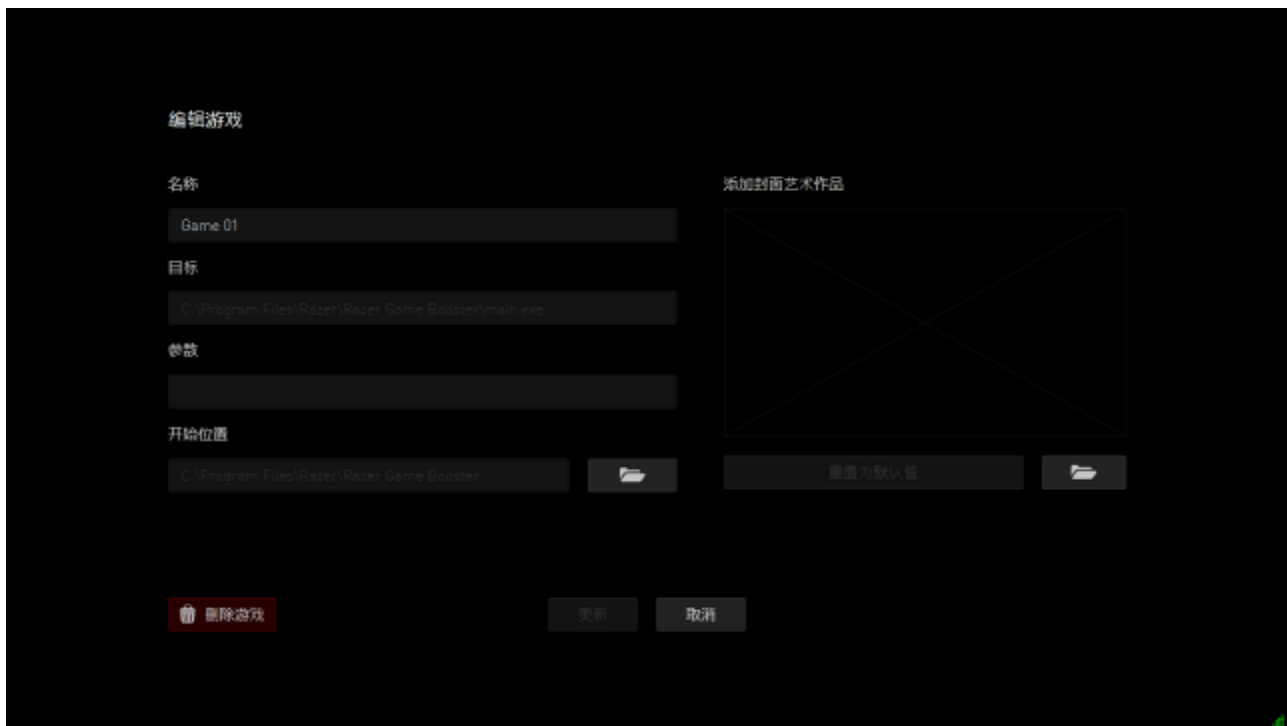 编辑游戏
名称
Game 01
目标
C:\Program Files\Razer\Razer Game Booster\main.exe
参数
开始位置
C:\Program Files\Razer\Razer Game Booster
添加封面艺术作品
重置为默认值
删除游戏
更新
取消